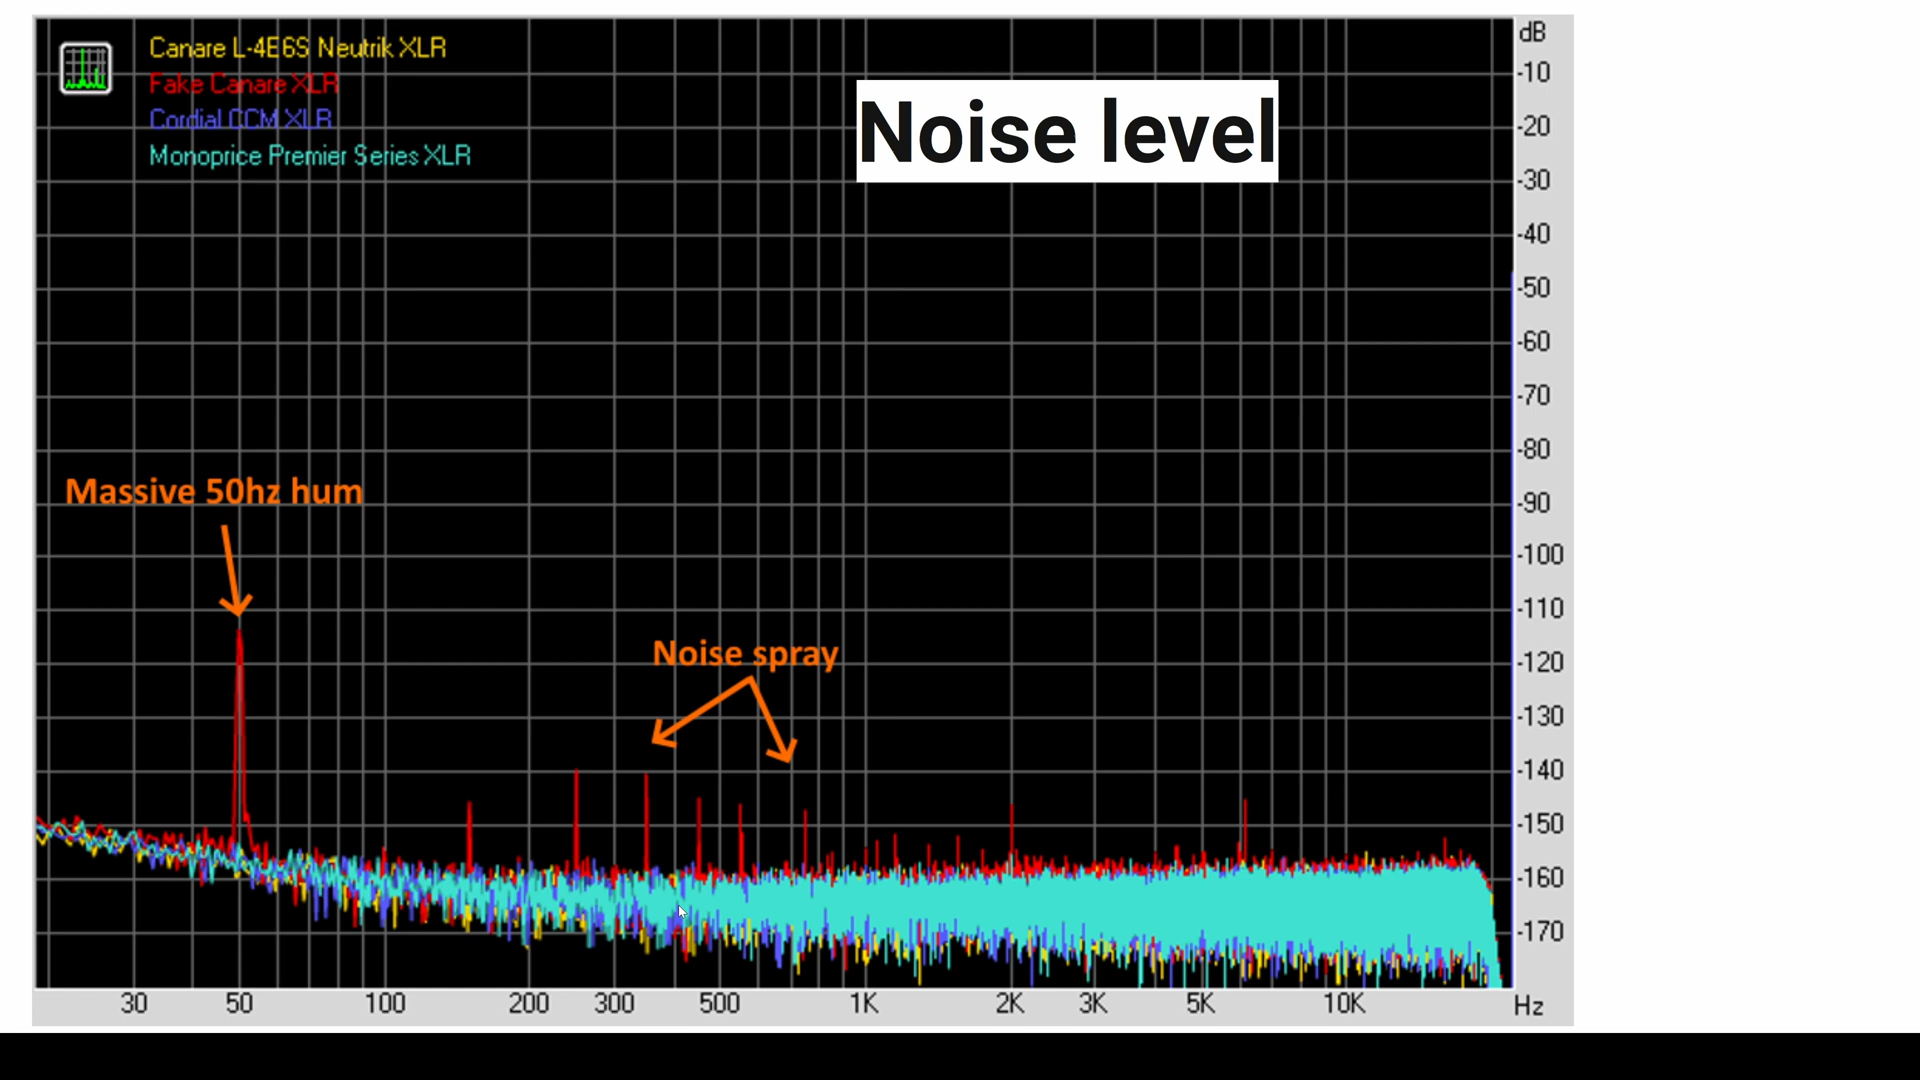 Canare L-4E6S Neutrik XLR
Fake Canare XLR
Cordial CCM XLR
Monoprice Premier Series XLR
Noise level
Massive 50hz hum
Noise spray
dB
-10
-20
-30
-40
-50
-60
-70
-80
-90
-100
-110
-120
-130
-140
-150
-160
-170
30 50 100 200 300 500 1K 2K 3K 5K 10K Hz